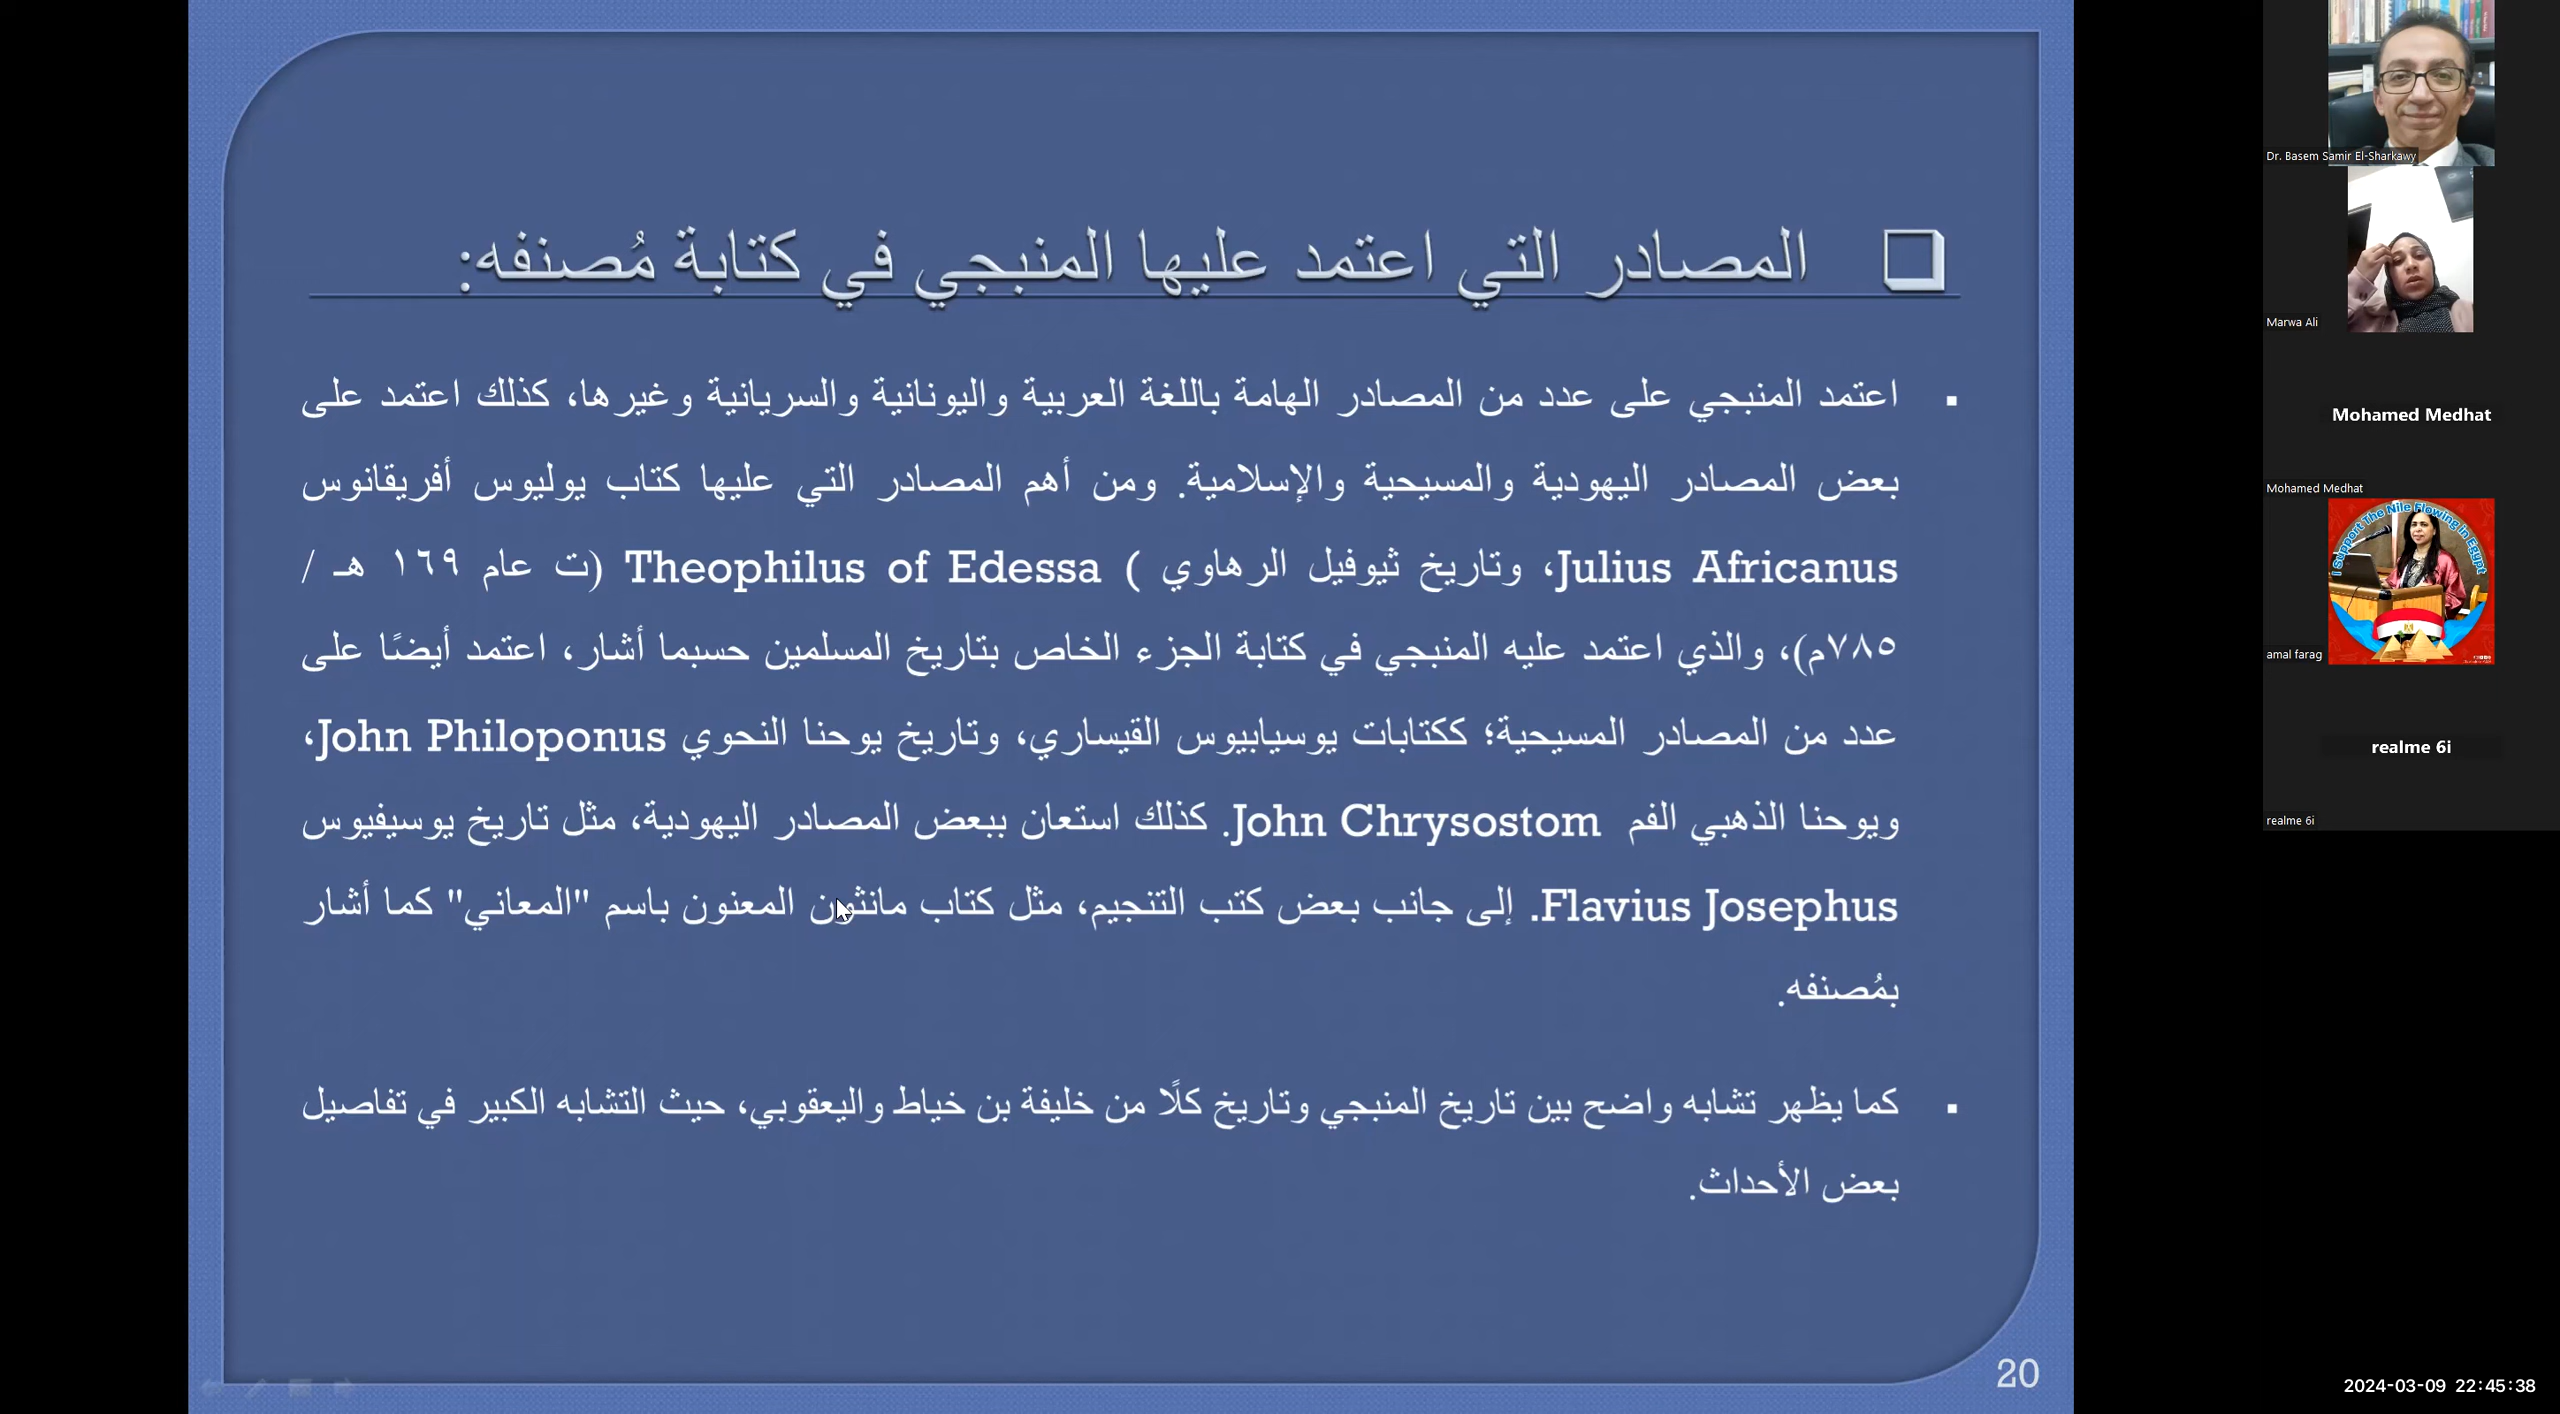 ❑ المصادر التي اعتمد عليها المنبجي في كتابة مُصنفه:
▪ اعتمد المنبجي على عدد من المصادر الهامة باللغة العربية واليونانية والسريانية وغيرها، كذلك اعتمد على
بعض المصادر اليهودية والمسيحية والإسلامية. ومن أهم المصادر التي عليها كتاب يوليوس أفريقانوس
Julius Africanus، وتاريخ ثيوفيل الرهاوي ( Theophilus of Edessa (ت عام ١٦٩ هـ /
٧٨٥م)، والذي اعتمد عليه المنبجي في كتابة الجزء الخاص بتاريخ المسلمين حسبما أشار، اعتمد أيضًا على
عدد من المصادر المسيحية؛ ككتابات يوسيابيوس القيساري، وتاريخ يوحنا النحوي John Philoponus،
ويوحنا الذهبي الفم John Chrysostom. كذلك استعان ببعض المصادر اليهودية، مثل تاريخ يوسيفيوس
Flavius Josephus. إلى جانب بعض كتب التنجيم، مثل كتاب مانثون المعنون باسم "المعاني" كما أشار
بمُصنفه.
▪ كما يظهر تشابه واضح بين تاريخ المنبجي وتاريخ كلًا من خليفة بن خياط واليعقوبي، حيث التشابه الكبير في تفاصيل
بعض الأحداث.
20
Dr. Basem Samir El-Sharkawy
Marwa Ali
Mohamed Medhat
Mohamed Medhat
I Support The Nile Flowing in Egypt
amal farag
realme 6i
realme 6i
2024-03-09 22:45:38